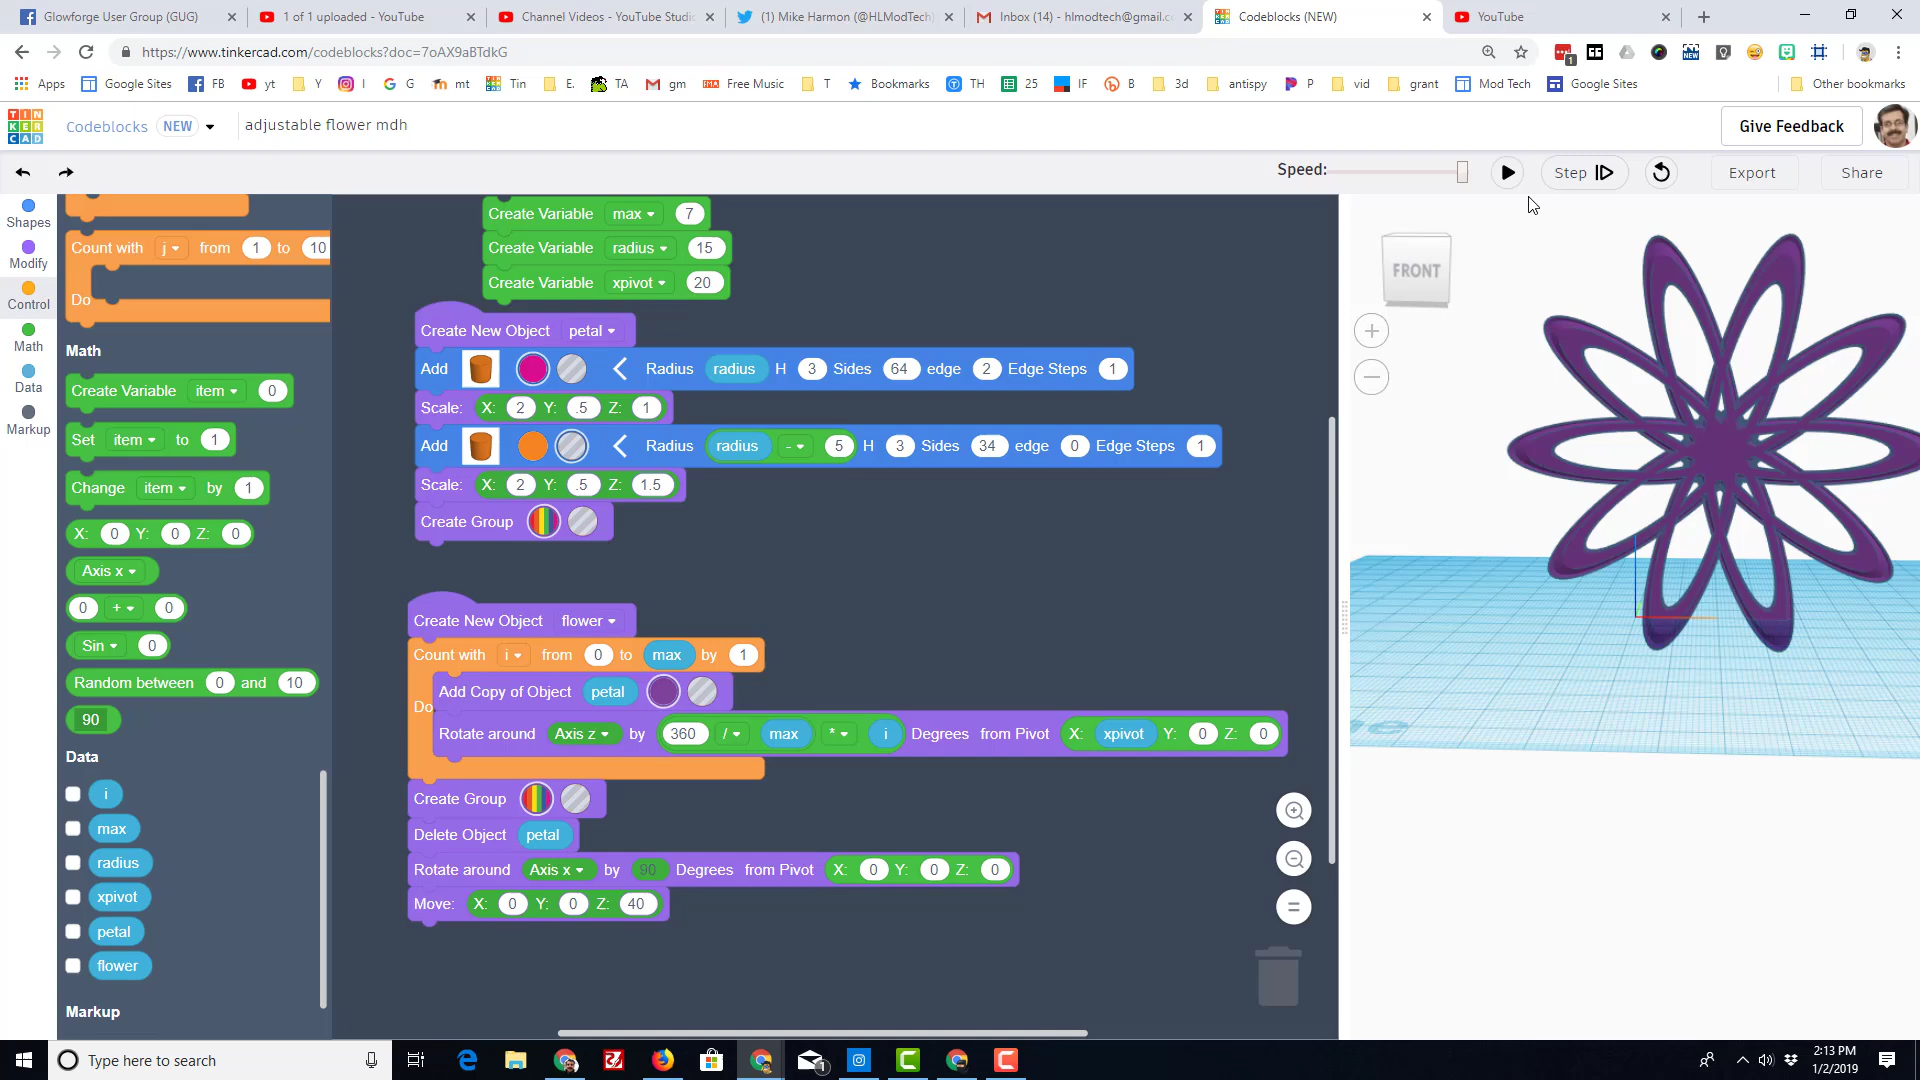 Glowforge User Group (GUG)
1 of 1 uploaded - YouTube
Channel Videos - YouTube Studio
(1) Mike Harmon (@HLModTech)
Inbox (14) - hlmodtech@gmail.c
Codeblocks (NEW)
YouTube
https://www.tinkercad.com/codeblocks?doc=7oAX9aBTdkG
Apps Google Sites FB yt Y I G mt Tin E. TA gm Free Music T Bookmarks TH 25 IF B 3d antispy P vid grant Mod Tech Google Sites Other bookmarks
TIN KER CAD
Codeblocks NEW adjustable flower mdh Give Feedback
Speed: Step Export Share
Shapes
Modify
Control
Math
Data
Markup
Count with j from 1 to 10
Do
Math
Create Variable item 0
Set item to 1
Change item by 1
X: 0 Y: 0 Z: 0
Axis x
0 + 0
Sin 0
Random between 0 and 10
90
Data
i
max
radius
xpivot
petal
flower
Markup
Create Variable max 7
Create Variable radius 15
Create Variable xpivot 20
Create New Object petal
Add Radius radius H 3 Sides 64 edge 2 Edge Steps 1
Scale: X: 2 Y: .5 Z: 1
Add Radius radius - 5 H 3 Sides 34 edge 0 Edge Steps 1
Scale: X: 2 Y: .5 Z: 1.5
Create Group
Create New Object flower
Count with i from 0 to max by 1
Do
Add Copy of Object petal
Rotate around Axis z by 360 / max * i Degrees from Pivot X: xpivot Y: 0 Z: 0
Create Group
Delete Object petal
Rotate around Axis x by 90 Degrees from Pivot X: 0 Y: 0 Z: 0
Move: X: 0 Y: 0 Z: 40
FRONT
Type here to search
2:13 PM
1/2/2019